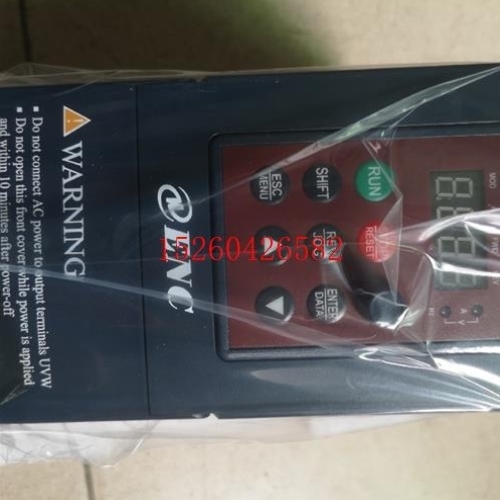 WARNING
● Do not connect AC power to output terminals UVW
● Do not open this front cover while power is applied
and within 10 minutes after power-off
ENC
MOD
A
V
Hz
RUN
SHIFT
ESC
MENU
RESET
REV
JOG
ENTER
DATA
15260426552